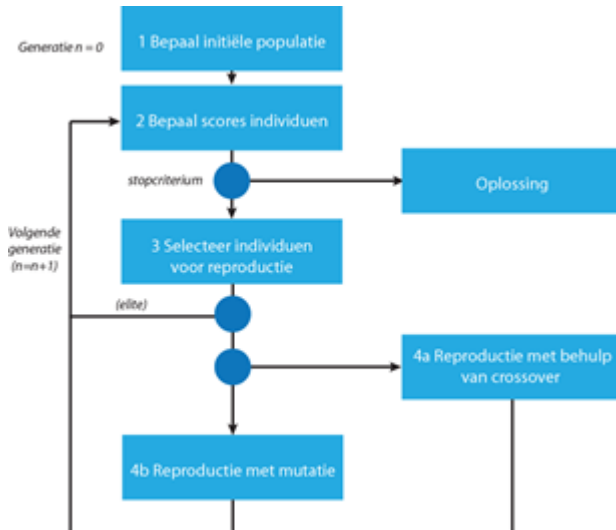 Generatie n = 0
1 Bepaal initiële populatie
2 Bepaal scores individuen
stopcriterium
Oplossing
Volgende
generatie
(n=n+1)
3 Selecteer individuen
voor reproductie
(elite)
4a Reproductie met behulp
van crossover
4b Reproductie met mutatie